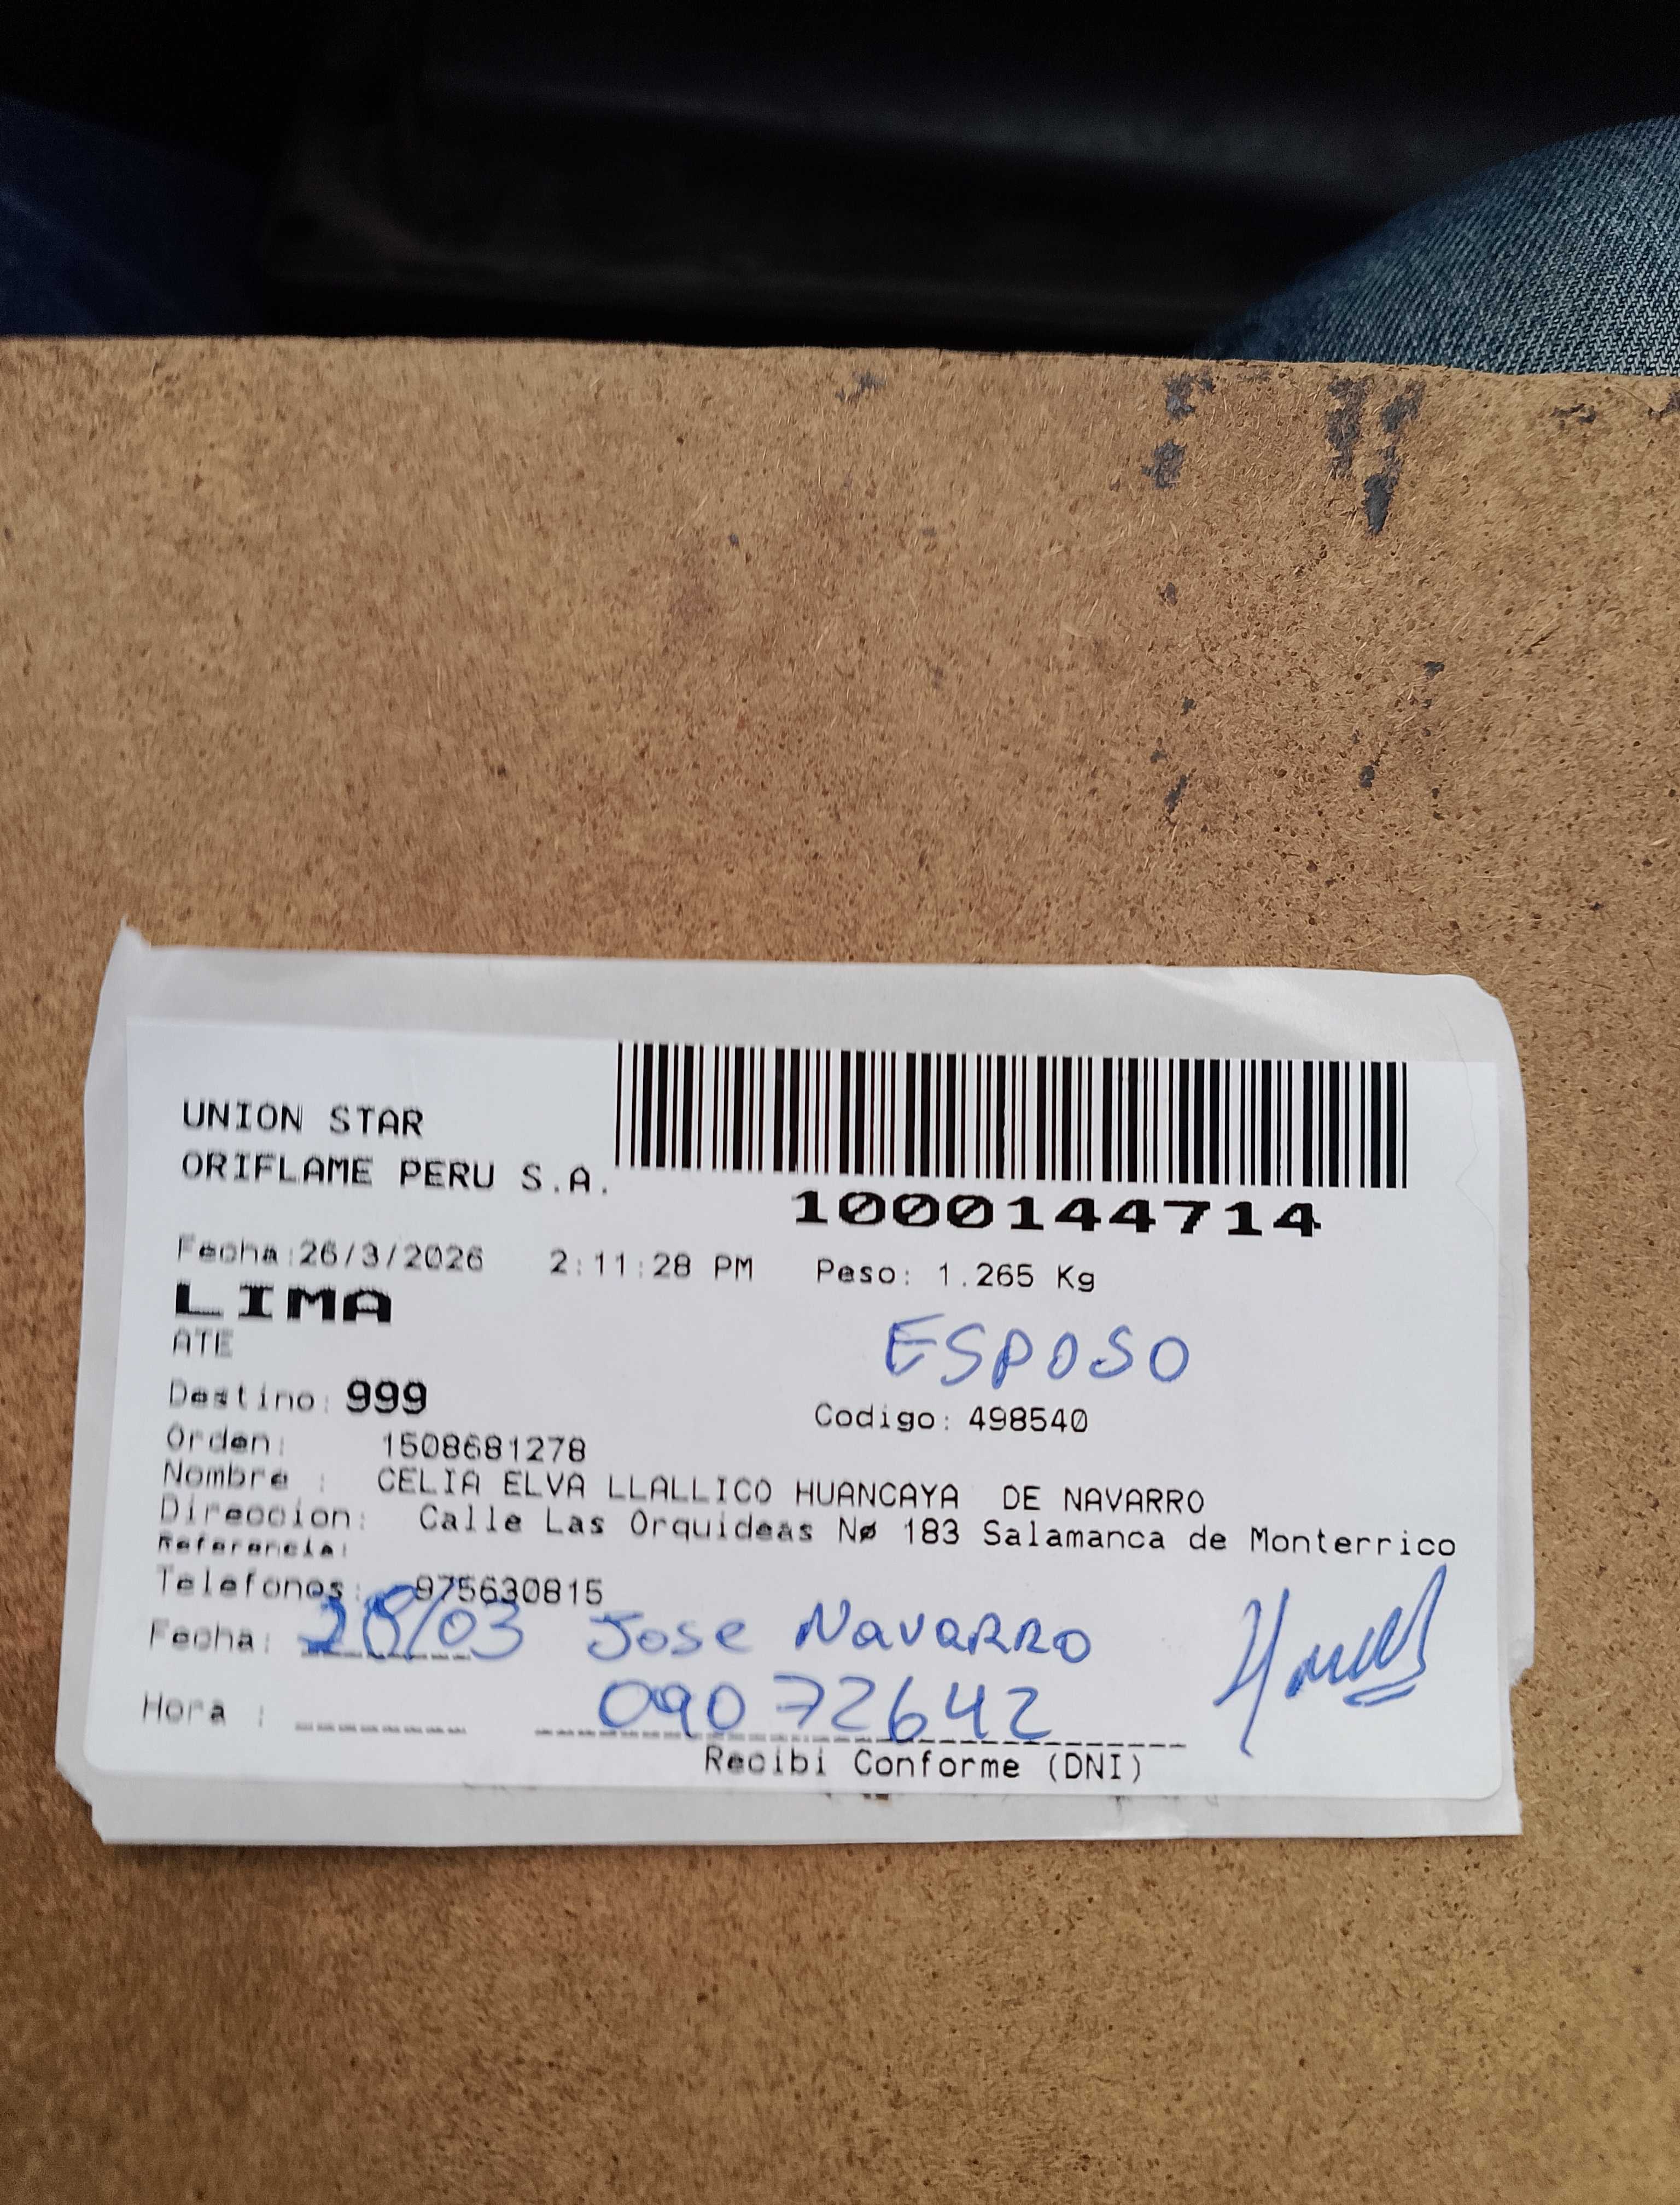 UNION STAR
ORIFLAME PERU S.A.
1000144714
Fecha:26/3/2026 2:11:28 PM Peso: 1.265 Kg
LIMA
ATE
ESPOSO
Destino: 999
Codigo: 498540
Orden: 1508681278
Nombre : CELIA ELVA LLALLICO HUANCAYA DE NAVARRO
Direccion: Calle Las Orquideas Nø 183 Salamanca de Monterrico
Referencia:
Telefonos: 975630815
Fecha: 28/03 Jose Navarro
Hora : 09072642
Recibi Conforme (DNI)